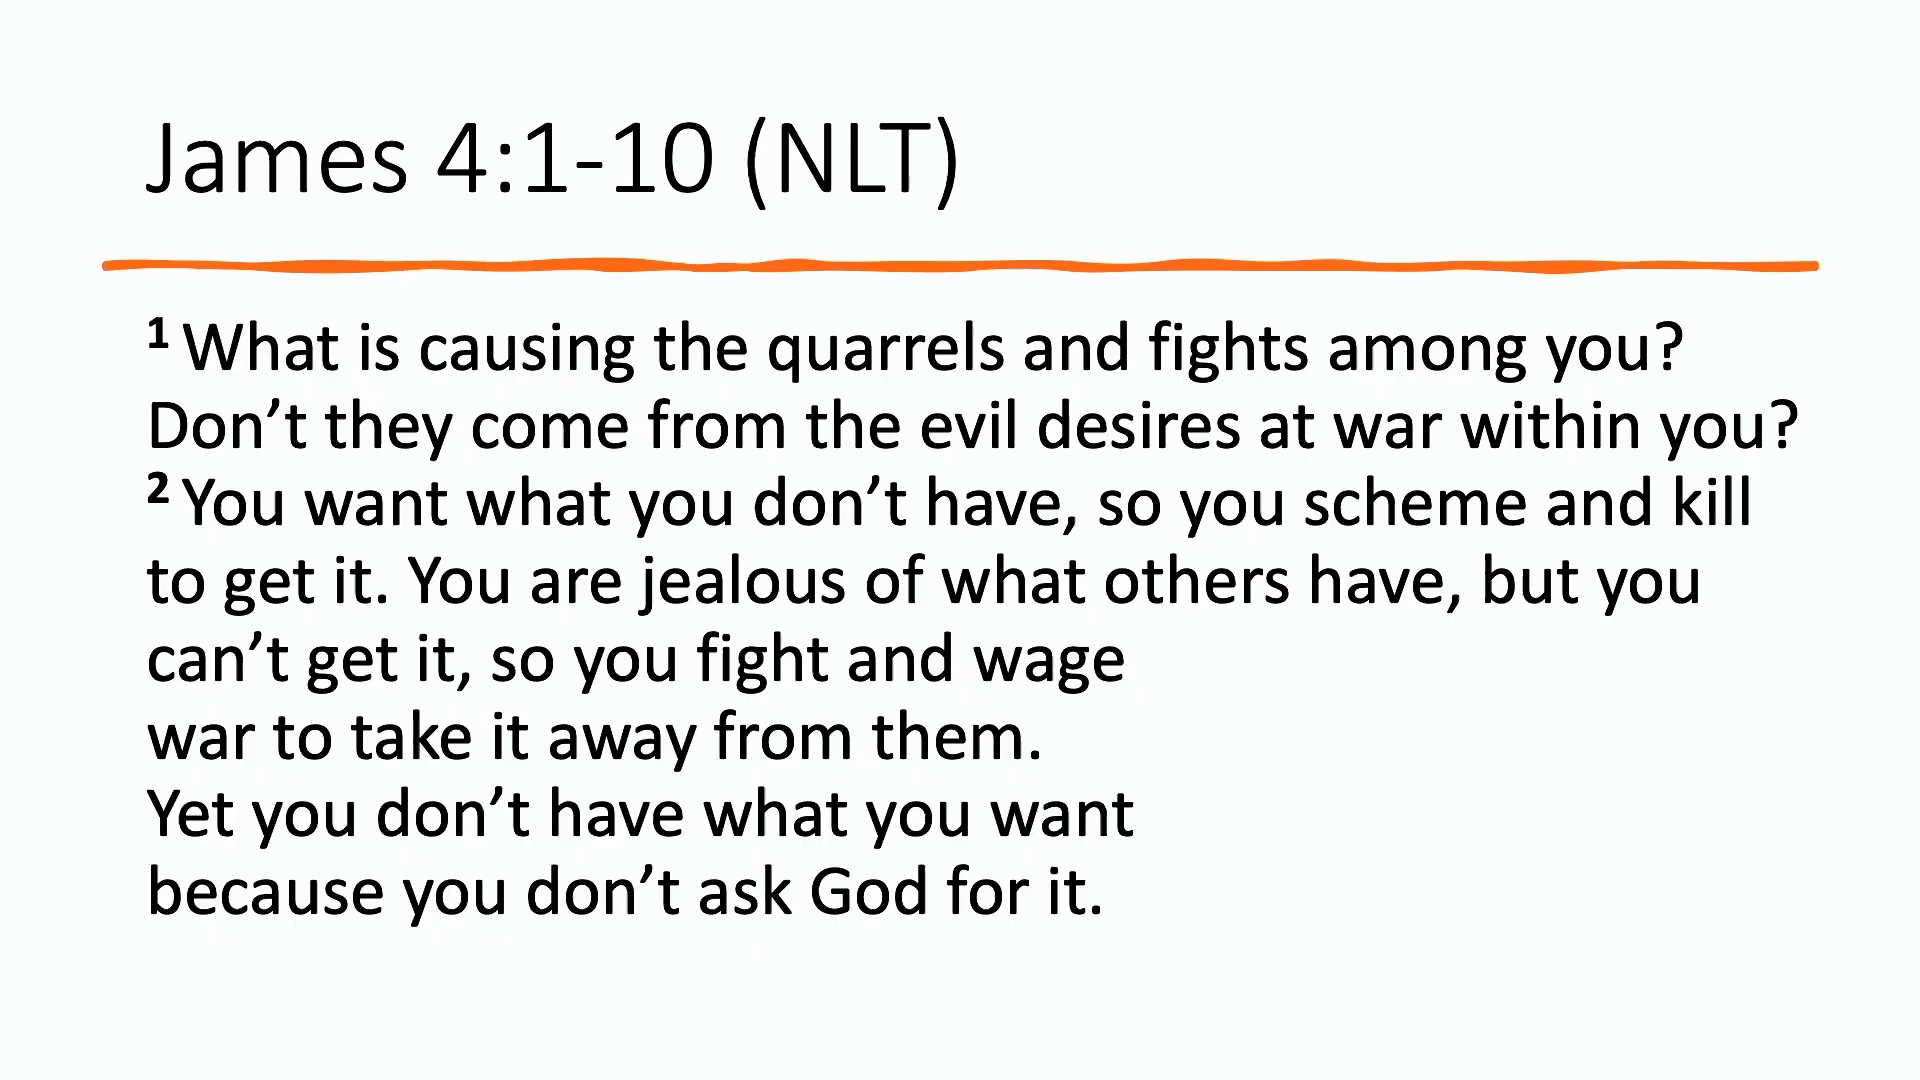 James 4:1-10 (NLT)
1 What is causing the quarrels and fights among you?
Don’t they come from the evil desires at war within you?
2 You want what you don’t have, so you scheme and kill
to get it. You are jealous of what others have, but you
can’t get it, so you fight and wage
war to take it away from them.
Yet you don’t have what you want
because you don’t ask God for it.